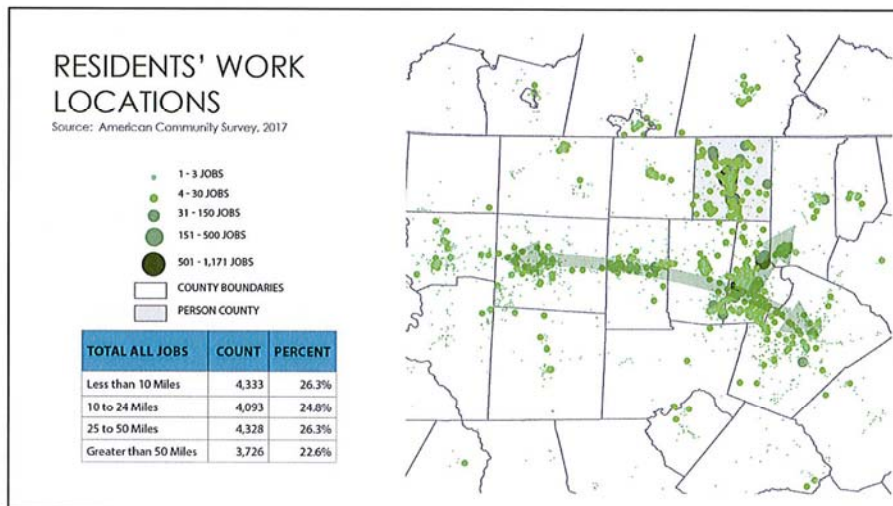 RESIDENTS' WORK
LOCATIONS
Source: American Community Survey, 2017
1 - 3 JOBS
4 - 30 JOBS
31 - 150 JOBS
151 - 500 JOBS
501 - 1,171 JOBS
COUNTY BOUNDARIES
PERSON COUNTY
TOTAL ALL JOBS COUNT PERCENT
Less than 10 Miles 4,333 26.3%
10 to 24 Miles 4,093 24.8%
25 to 50 Miles 4,328 26.3%
Greater than 50 Miles 3,726 22.6%